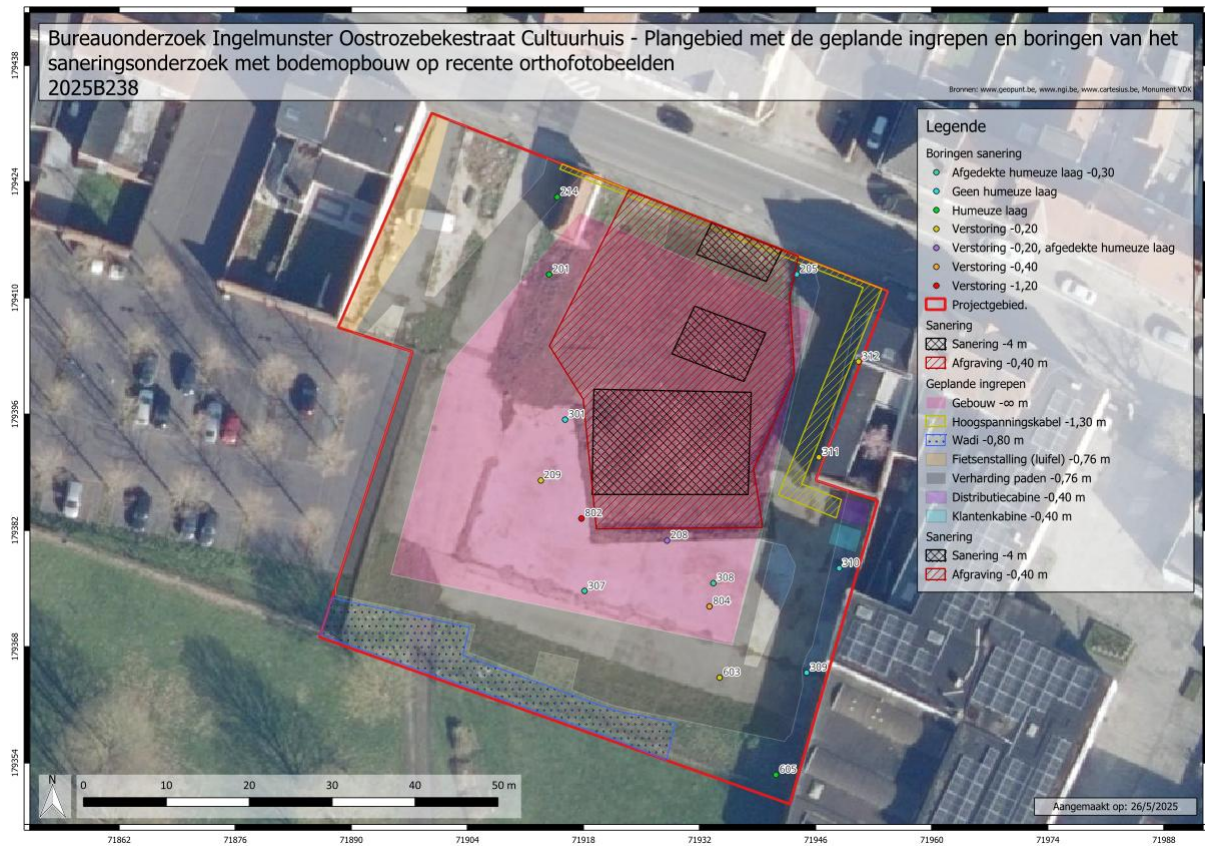 Bureauonderzoek Ingelmunster Oostrozebekestraat Cultuurhuis - Plangebied met de geplande ingrepen en boringen van het
saneringsonderzoek met bodemopbouw op recente orthofotobeelden
2025B238
Bronnen: www.geopunt.be, www.ngi.be, www.cartesius.be, Monument VDK
Legende
Boringen sanering
Afgedekte humeuze laag -0,30
Geen humeuze laag
Humeuze laag
Verstoring -0,20
Verstoring -0,20, afgedekte humeuze laag
Verstoring -0,40
Verstoring -1,20
Projectgebied.
Sanering
Sanering -4 m
Afgraving -0,40 m
Geplande ingrepen
Gebouw -∞ m
Hoogspanningskabel -1,30 m
Wadi -0,80 m
Fietsenstalling (luifel) -0,76 m
Verharding paden -0,76 m
Distributiecabine -0,40 m
Klantenkabine -0,40 m
Sanering
Sanering -4 m
Afgraving -0,40 m
179438
179424
179410
179396
179382
179368
179354
214
201
205
312
301
311
209
802
208
310
308
307
804
309
603
605
N
0 10 20 30 40 50 m
Aangemaakt op: 26/5/2025
71862 71876 71890 71904 71918 71932 71946 71960 71974 71988